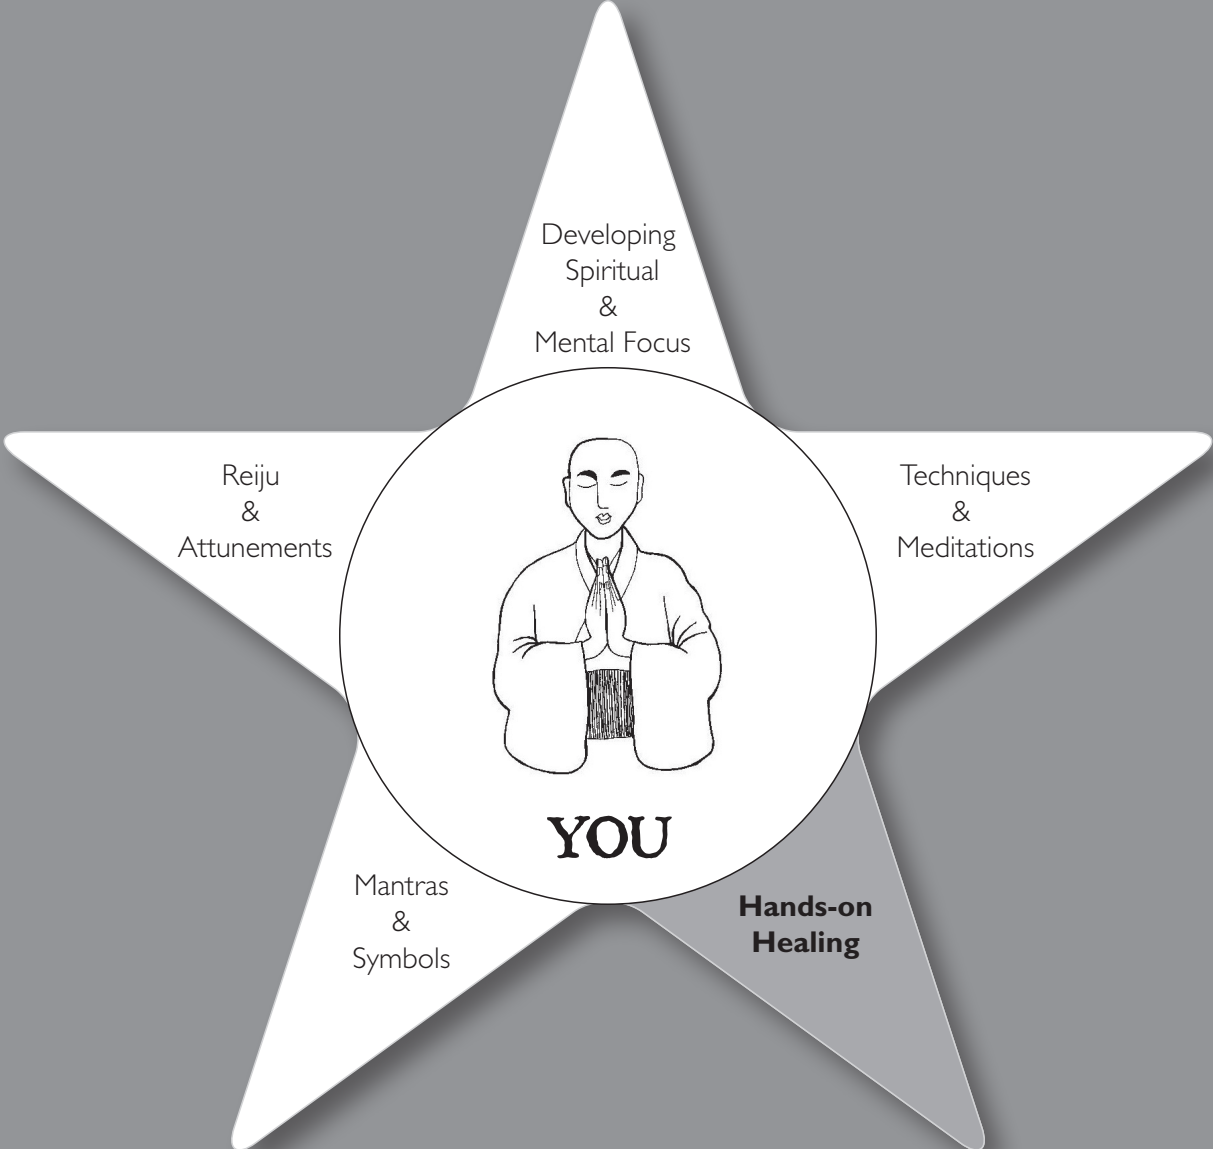 Developing
Spiritual
&
Mental Focus
Reiju
&
Attunements
Techniques
&
Meditations
YOU
Mantras
&
Symbols
Hands-on
Healing